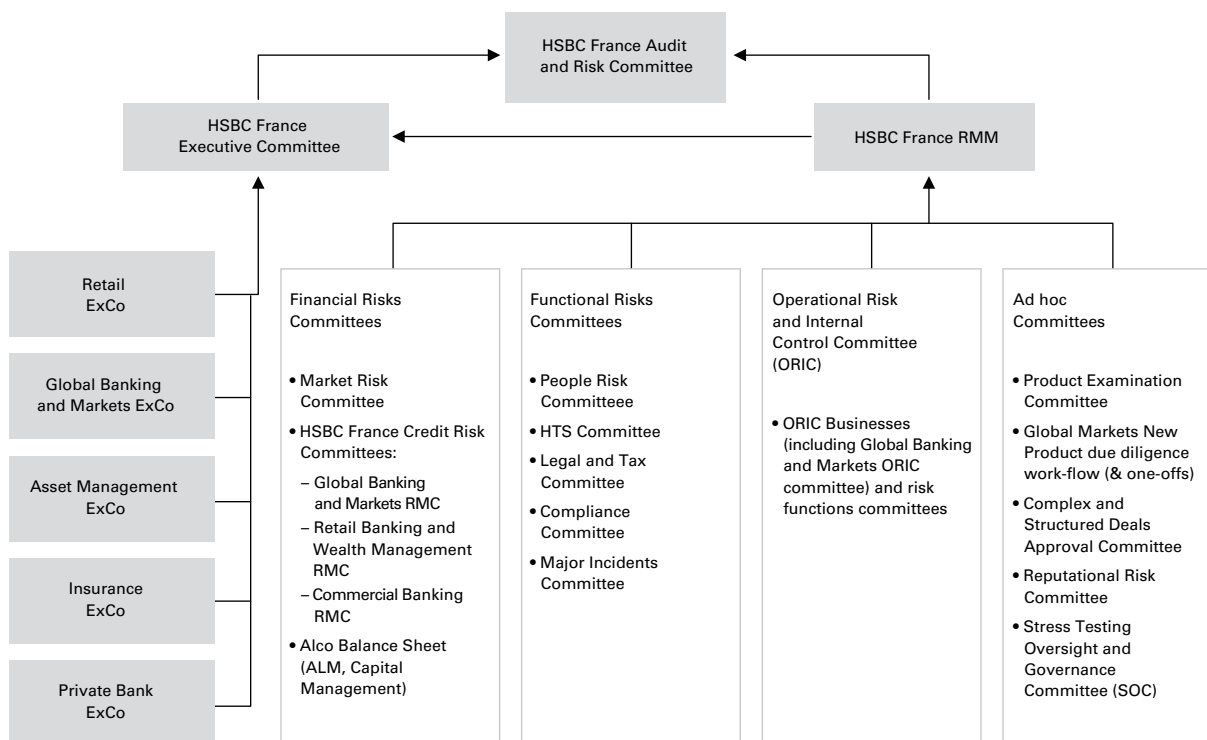 HSBC France Audit
and Risk Committee
HSBC France
Executive Committee
HSBC France RMM
Retail
ExCo
Global Banking
and Markets ExCo
Asset Management
ExCo
Insurance
ExCo
Private Bank
ExCo
Financial Risks
Committees
• Market Risk
Committee
• HSBC France Credit Risk
Committees:
– Global Banking
and Markets RMC
– Retail Banking and
Wealth Management
RMC
– Commercial Banking
RMC
• Alco Balance Sheet
(ALM, Capital
Management)
Functional Risks
Committees
• People Risk
Committeee
• HTS Committee
• Legal and Tax
Committee
• Compliance
Committee
• Major Incidents
Committee
Operational Risk
and Internal
Control Committee
(ORIC)
• ORIC Businesses
(including Global Banking
and Markets ORIC
committee) and risk
functions committees
Ad hoc
Committees
• Product Examination
Committee
• Global Markets New
Product due diligence
work-flow (& one-offs)
• Complex and
Structured Deals
Approval Committee
• Reputational Risk
Committee
• Stress Testing
Oversight and
Governance
Committee (SOC)